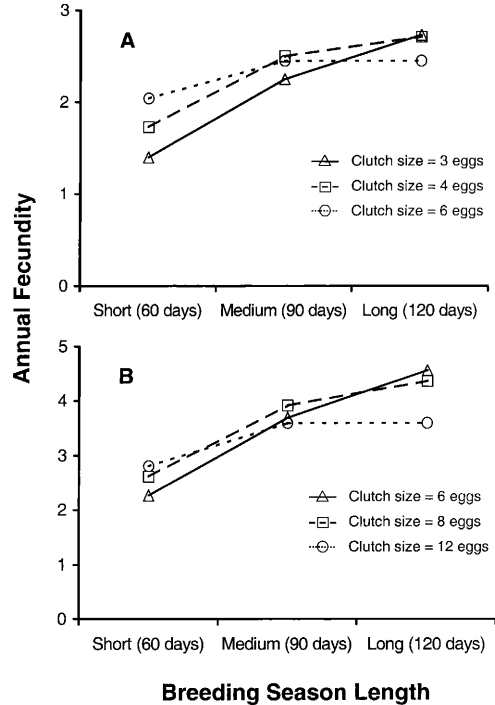 Annual Fecundity
A
3
2
1
0
Clutch size = 3 eggs
Clutch size = 4 eggs
Clutch size = 6 eggs
Short (60 days) Medium (90 days) Long (120 days)
B
5
4
3
2
1
0
Clutch size = 6 eggs
Clutch size = 8 eggs
Clutch size = 12 eggs
Short (60 days) Medium (90 days) Long (120 days)
Breeding Season Length